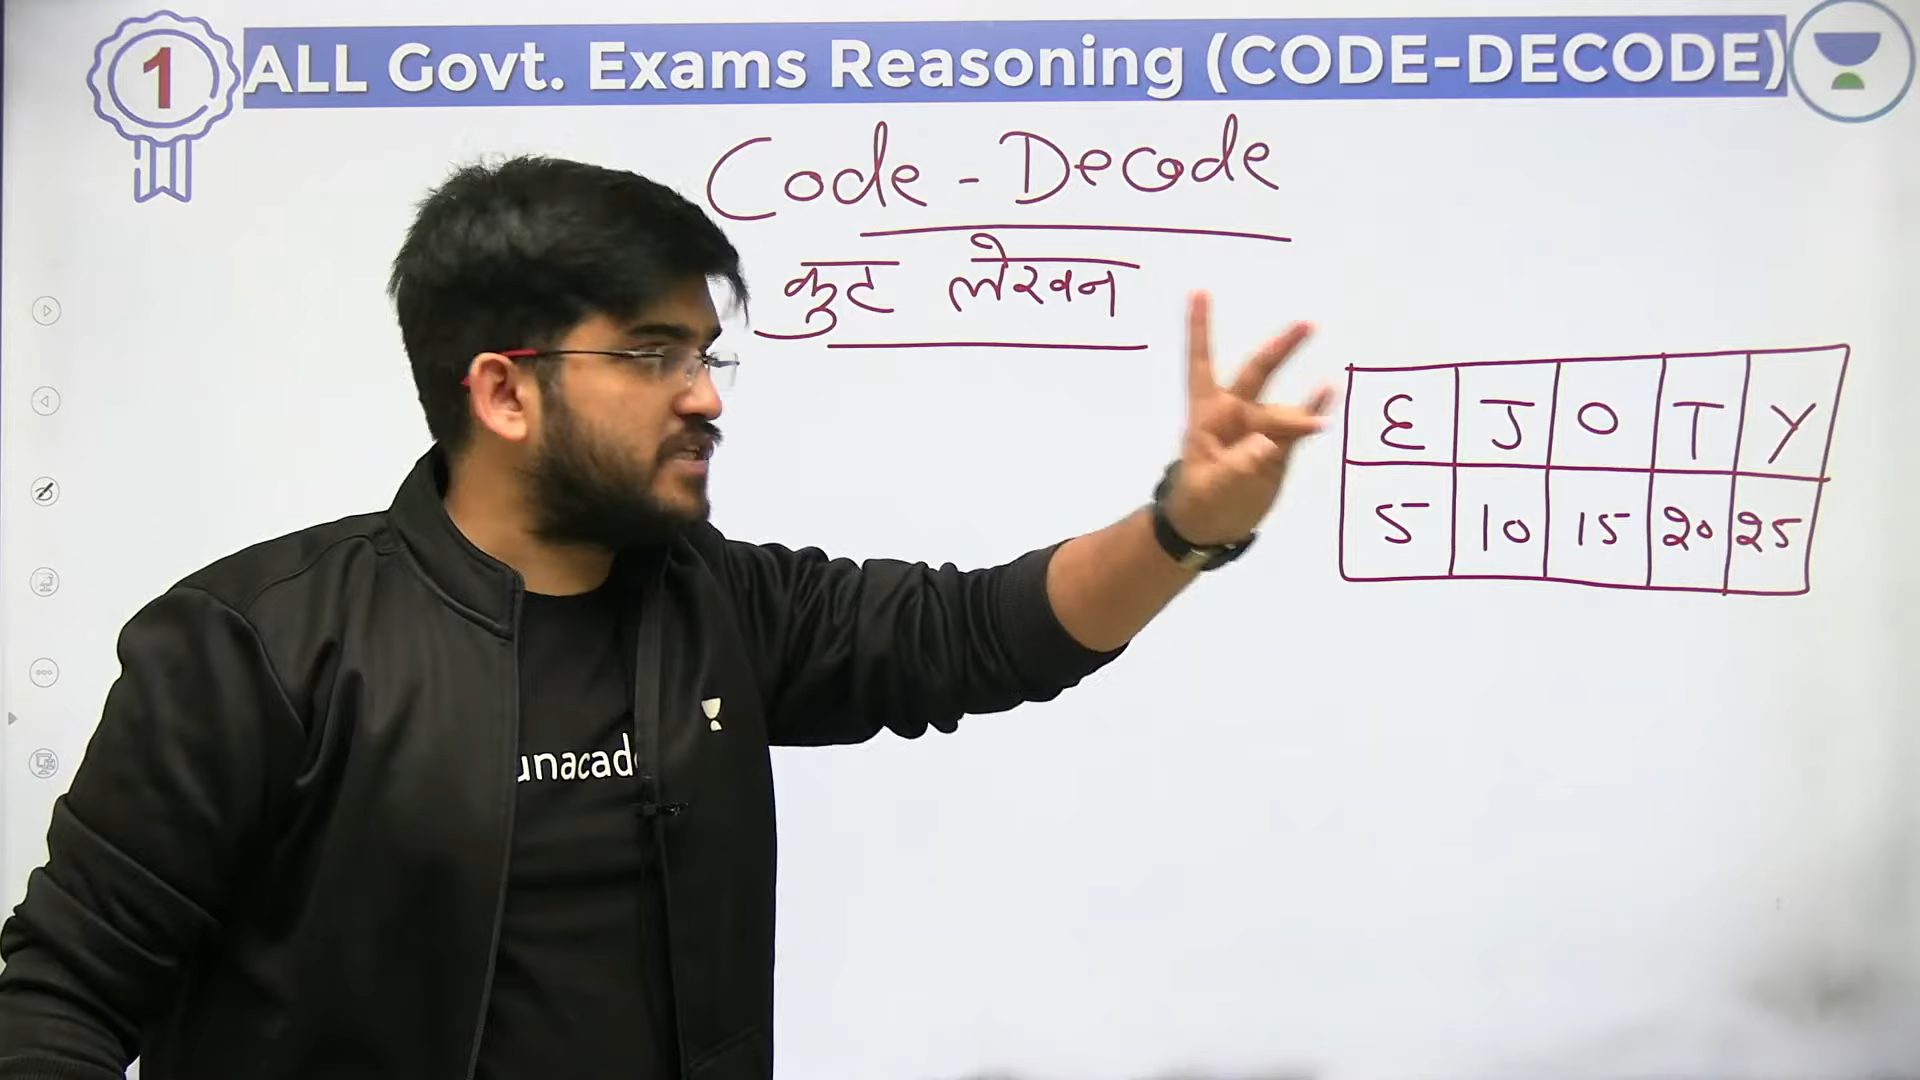 1
ALL Govt. Exams Reasoning (CODE-DECODE)
Code - Decode
कुट लेखन
E J O T Y
5 10 15 20 25
unacad